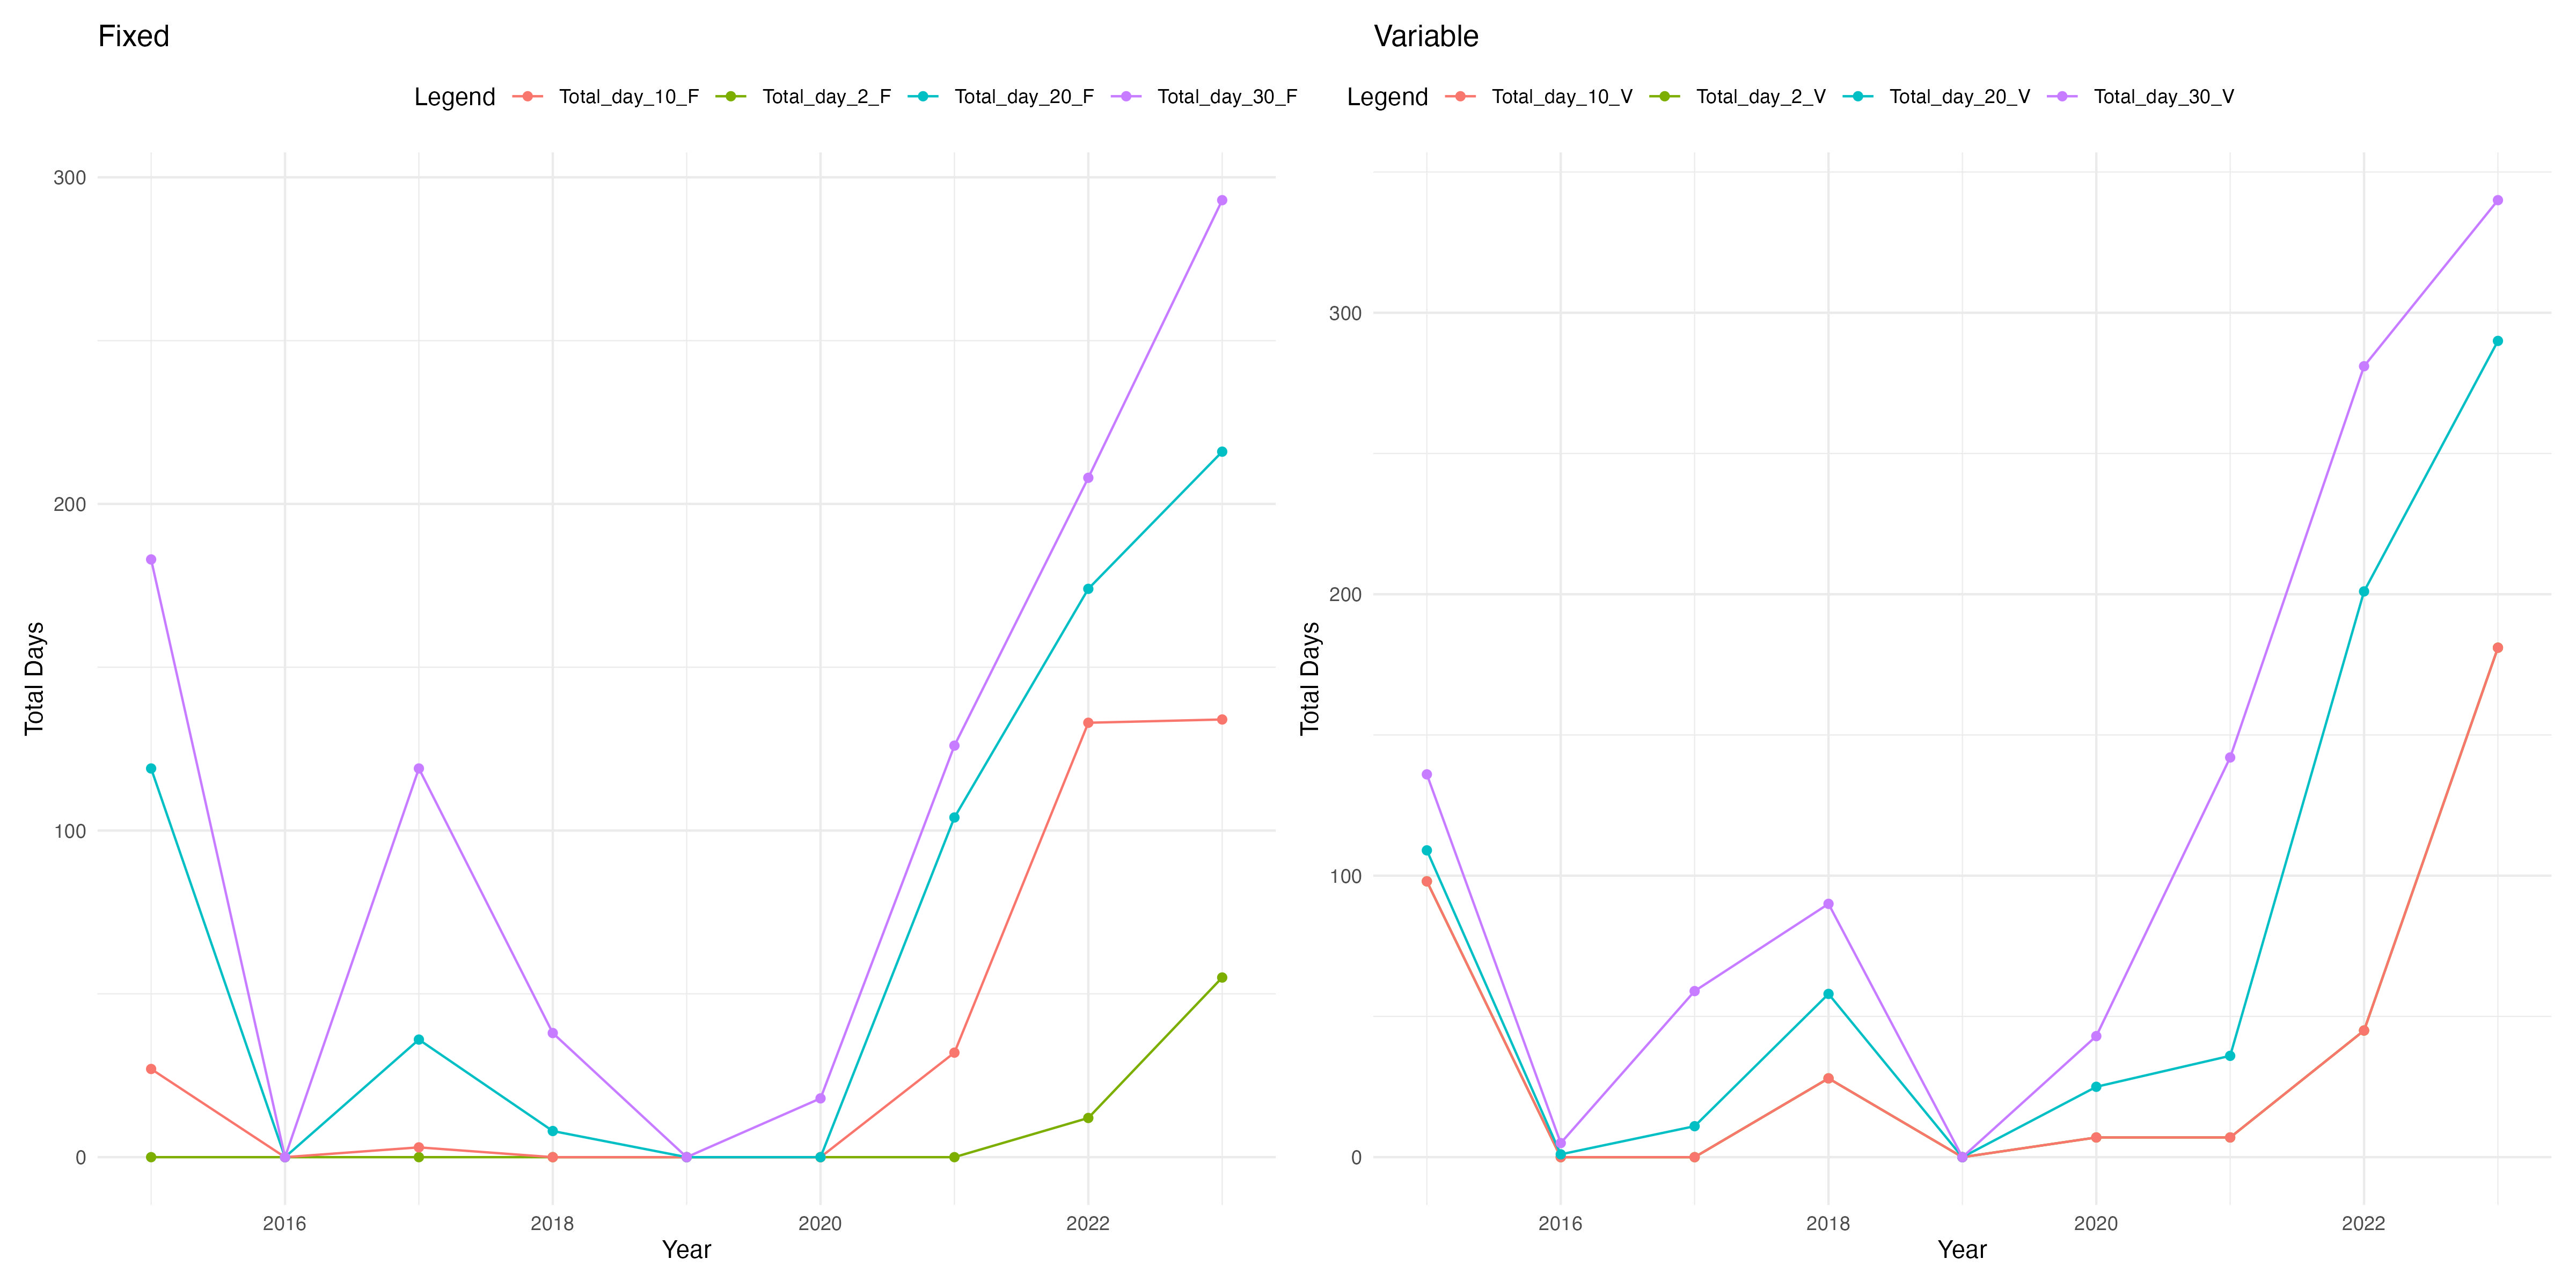 Fixed
Legend Total_day_10_F Total_day_2_F Total_day_20_F Total_day_30_F
300
200
100
0
Total Days
2016 2018 2020 2022
Year
Variable
Legend Total_day_10_V Total_day_2_V Total_day_20_V Total_day_30_V
300
200
100
0
Total Days
2016 2018 2020 2022
Year